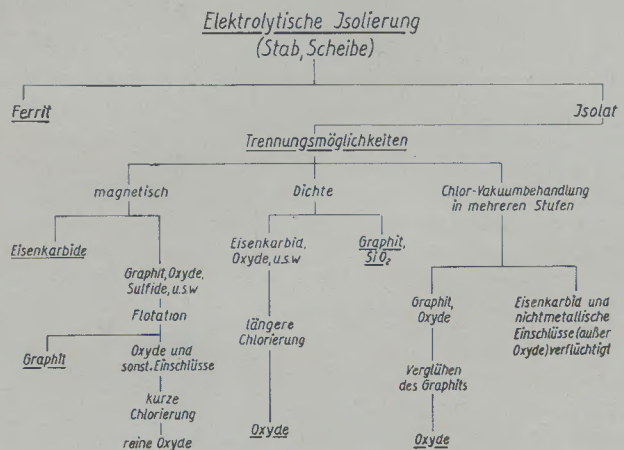 Elektrolytische Isolierung
(Stab, Scheibe)
Ferrit
Isolat
Trennungsmöglichkeiten
magnetisch
Dichte
Chlor-Vakuumbehandlung
in mehreren Stufen
Eisenkarbide
Graphit, Oxyde,
Sulfide, u.s.w
Flotation
Graphit
Oxyde und
sonst. Einschlüsse
kurze
Chlorierung
reine Oxyde
Eisenkarbid,
Oxyde, u.s.w
längere
Chlorierung
Oxyde
Graphit,
SiO₂
Graphit,
Oxyde
Verglühen
des Graphits
Oxyde
Eisenkarbid und
nichtmetallische
Einschlüsse (außer
Oxyde) verflüchtigt